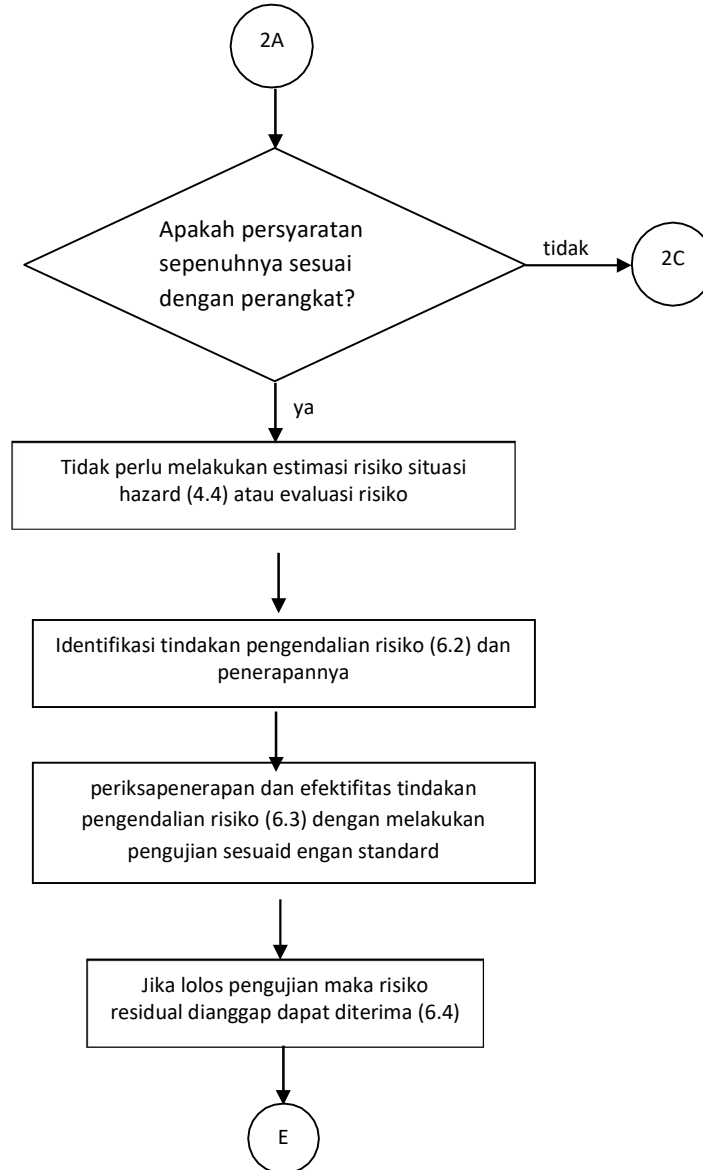 2A
Apakah persyaratan
sepenuhnya sesuai
dengan perangkat?
tidak
2C
ya
Tidak perlu melakukan estimasi risiko situasi
hazard (4.4) atau evaluasi risiko
Identifikasi tindakan pengendalian risiko (6.2) dan
penerapannya
periksapenerapan dan efektifitas tindakan
pengendalian risiko (6.3) dengan melakukan
pengujian sesuaid engan standard
Jika lolos pengujian maka risiko
residual dianggap dapat diterima (6.4)
E